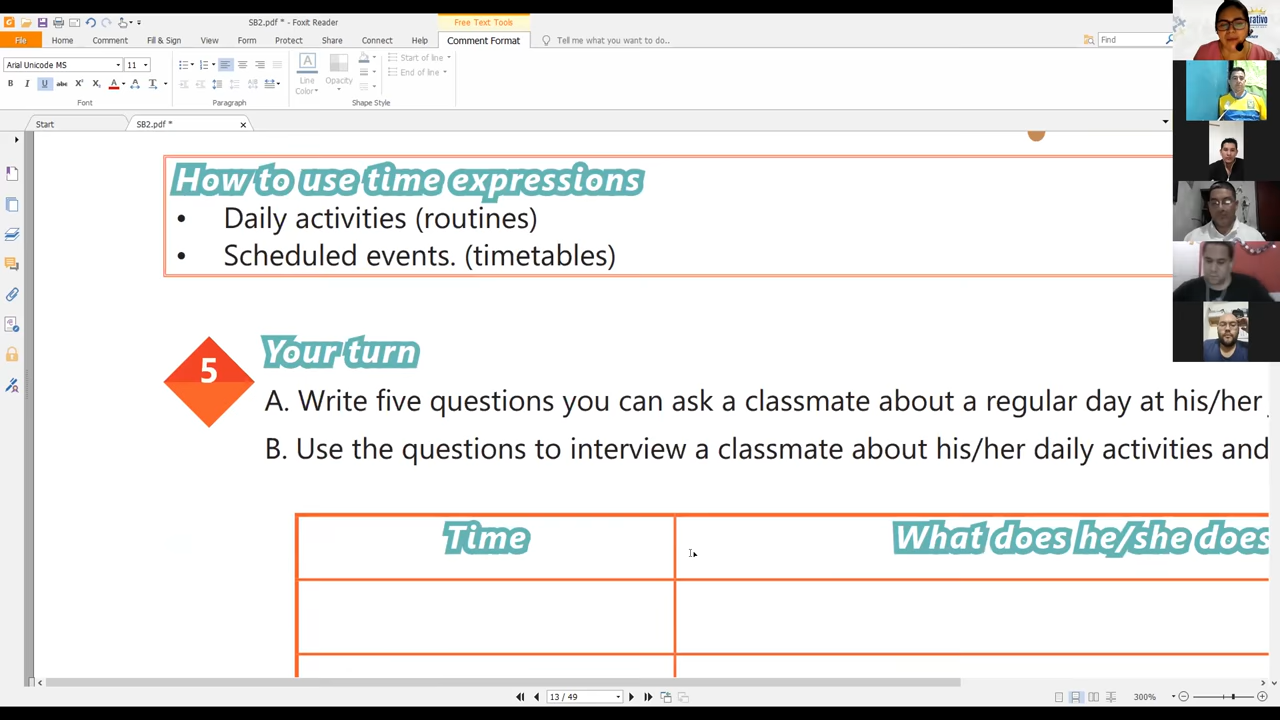 SB2.pdf * - Foxit Reader
Free Text Tools
File Home Comment Fill & Sign View Form Protect Share Connect Help Comment Format Tell me what you want to do.. Find
Arial Unicode MS 11
Line Color Opacity
Start of line
End of line
Font Paragraph Shape Style
Start SB2.pdf *
How to use time expressions
• Daily activities (routines)
• Scheduled events. (timetables)
5 Your turn
A. Write five questions you can ask a classmate about a regular day at his/her
B. Use the questions to interview a classmate about his/her daily activities and
Time What does he/she does
13 / 49 300%